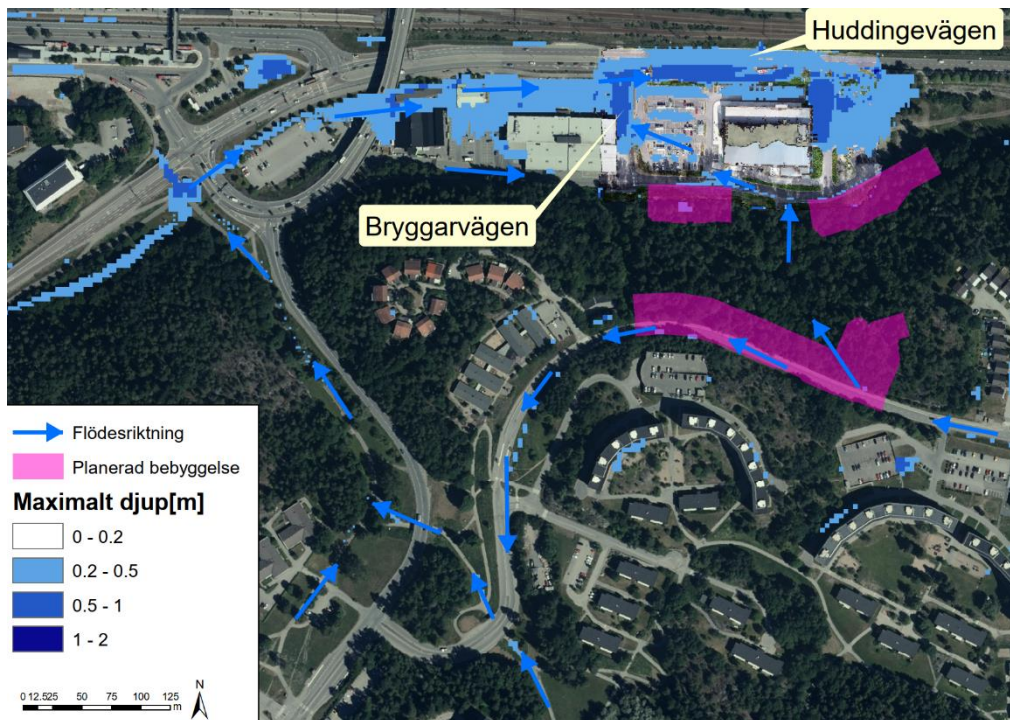 Huddingevägen
Bryggarvägen
Flödesriktning
Planerad bebyggelse
Maximalt djup[m]
0 - 0.2
0.2 - 0.5
0.5 - 1
1 - 2
0 12.525 50 75 100 125
m
N